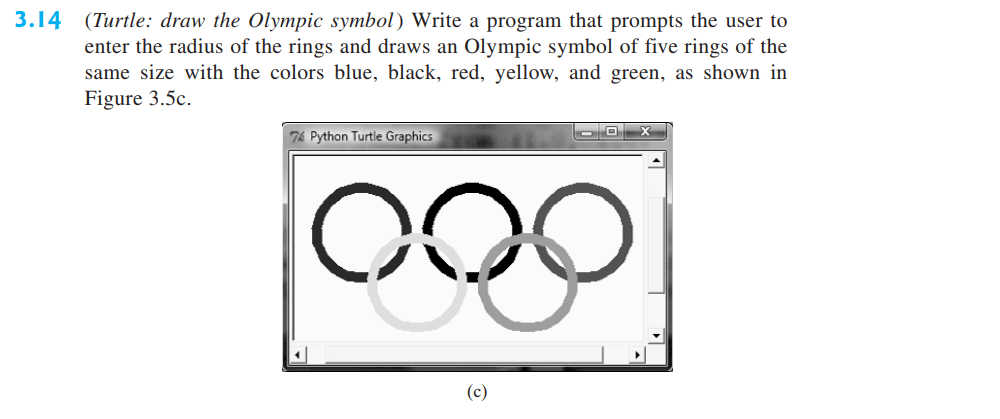 3.14 (Turtle: draw the Olympic symbol) Write a program that prompts the user to
enter the radius of the rings and draws an Olympic symbol of five rings of the
same size with the colors blue, black, red, yellow, and green, as shown in
Figure 3.5c.
Python Turtle Graphics
(c)